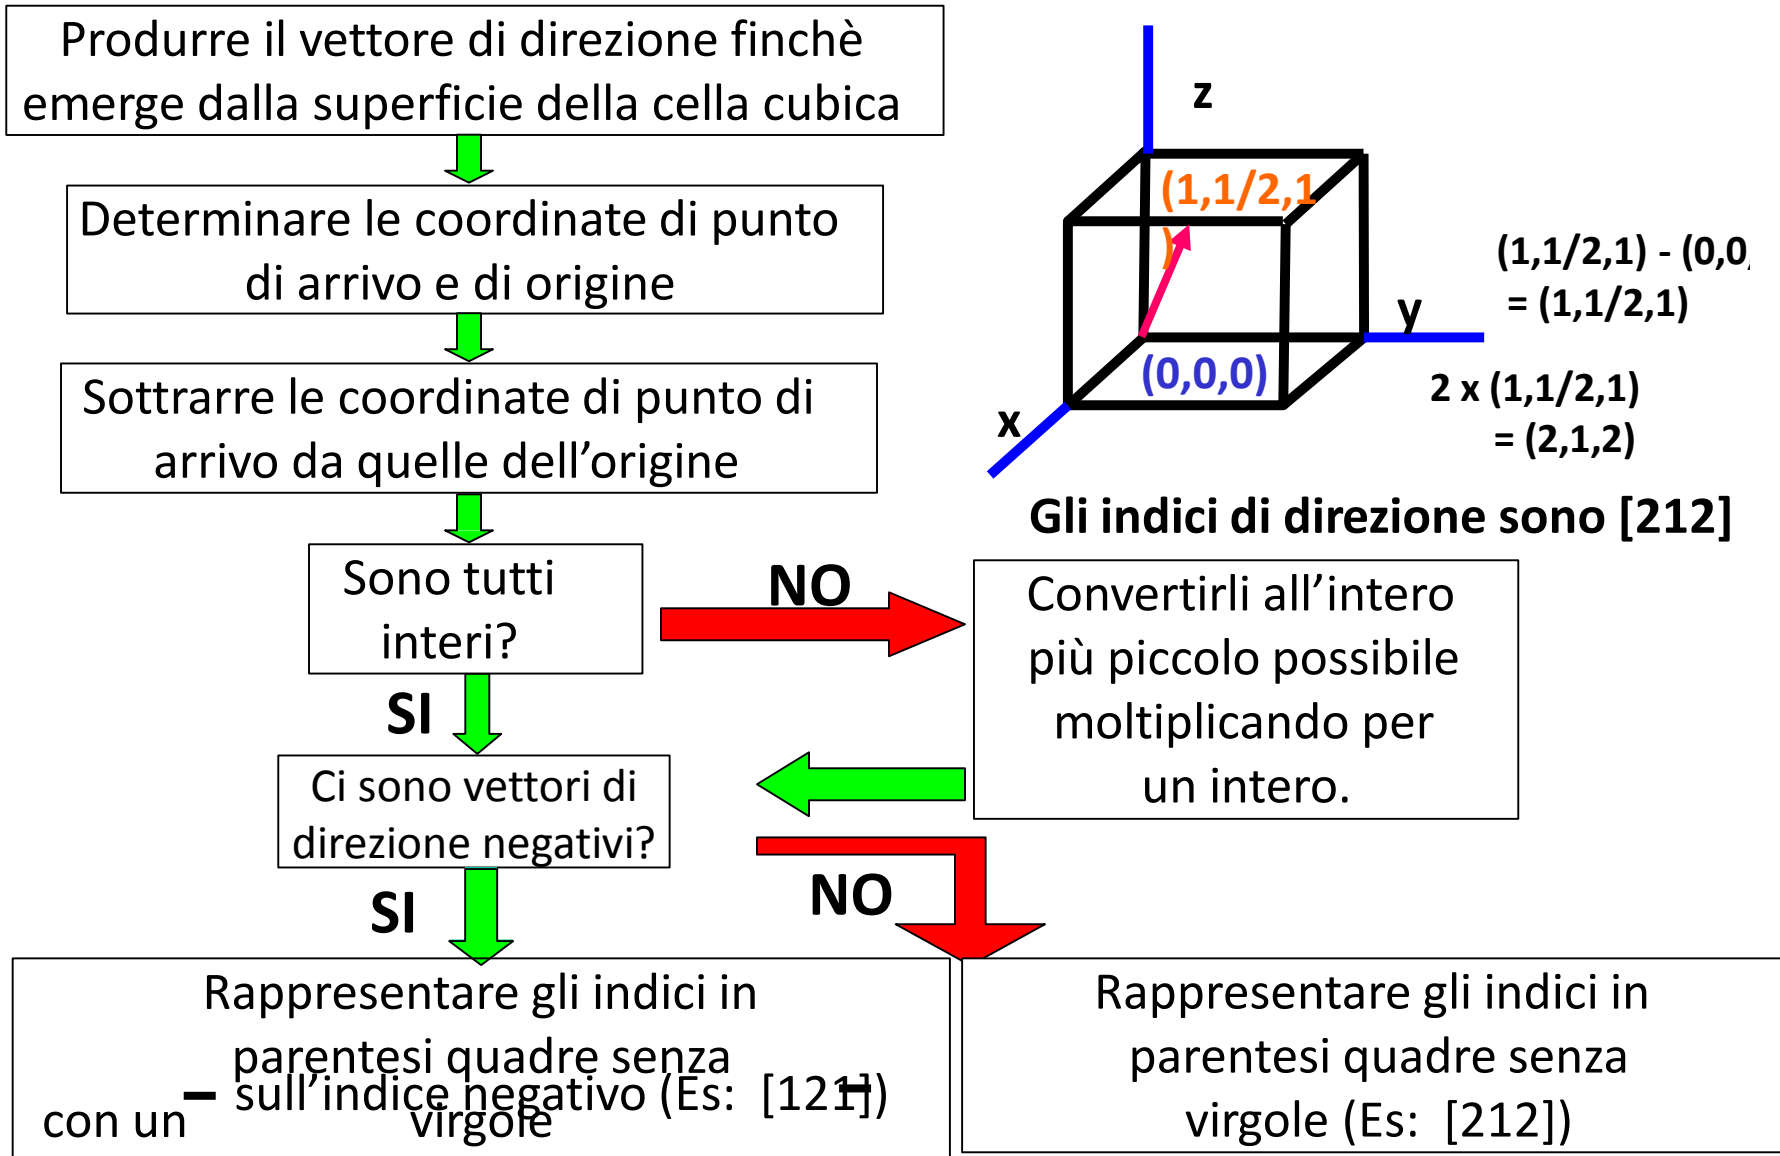 Produrre il vettore di direzione finchè
emerge dalla superficie della cella cubica
Determinare le coordinate di punto
di arrivo e di origine
Sottrarre le coordinate di punto di
arrivo da quelle dell’origine
Sono tutti
interi?
NO
SI
Convertirli all’intero
più piccolo possibile
moltiplicando per
un intero.
Ci sono vettori di
direzione negativi?
SI
NO
Rappresentare gli indici in
parentesi quadre senza
virgole
con un – sull’indice negativo (Es: [121̅])
Rappresentare gli indici in
parentesi quadre senza
virgole (Es: [212])
z
(1,1/2,1
)
y
(0,0,0)
x
(1,1/2,1) - (0,0,
= (1,1/2,1)
2 x (1,1/2,1)
= (2,1,2)
Gli indici di direzione sono [212]